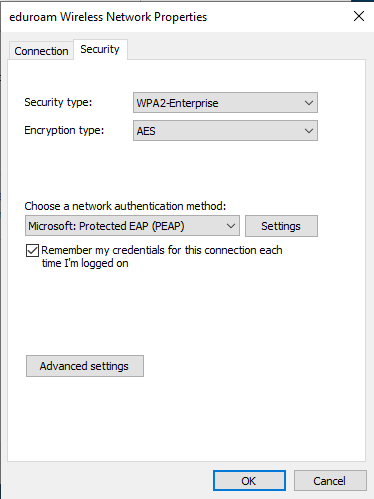 eduroam Wireless Network Properties
Connection
Security
Security type:
WPA2-Enterprise
Encryption type:
AES
Choose a network authentication method:
Microsoft: Protected EAP (PEAP)
Settings
Remember my credentials for this connection each
time I'm logged on
Advanced settings
OK
Cancel